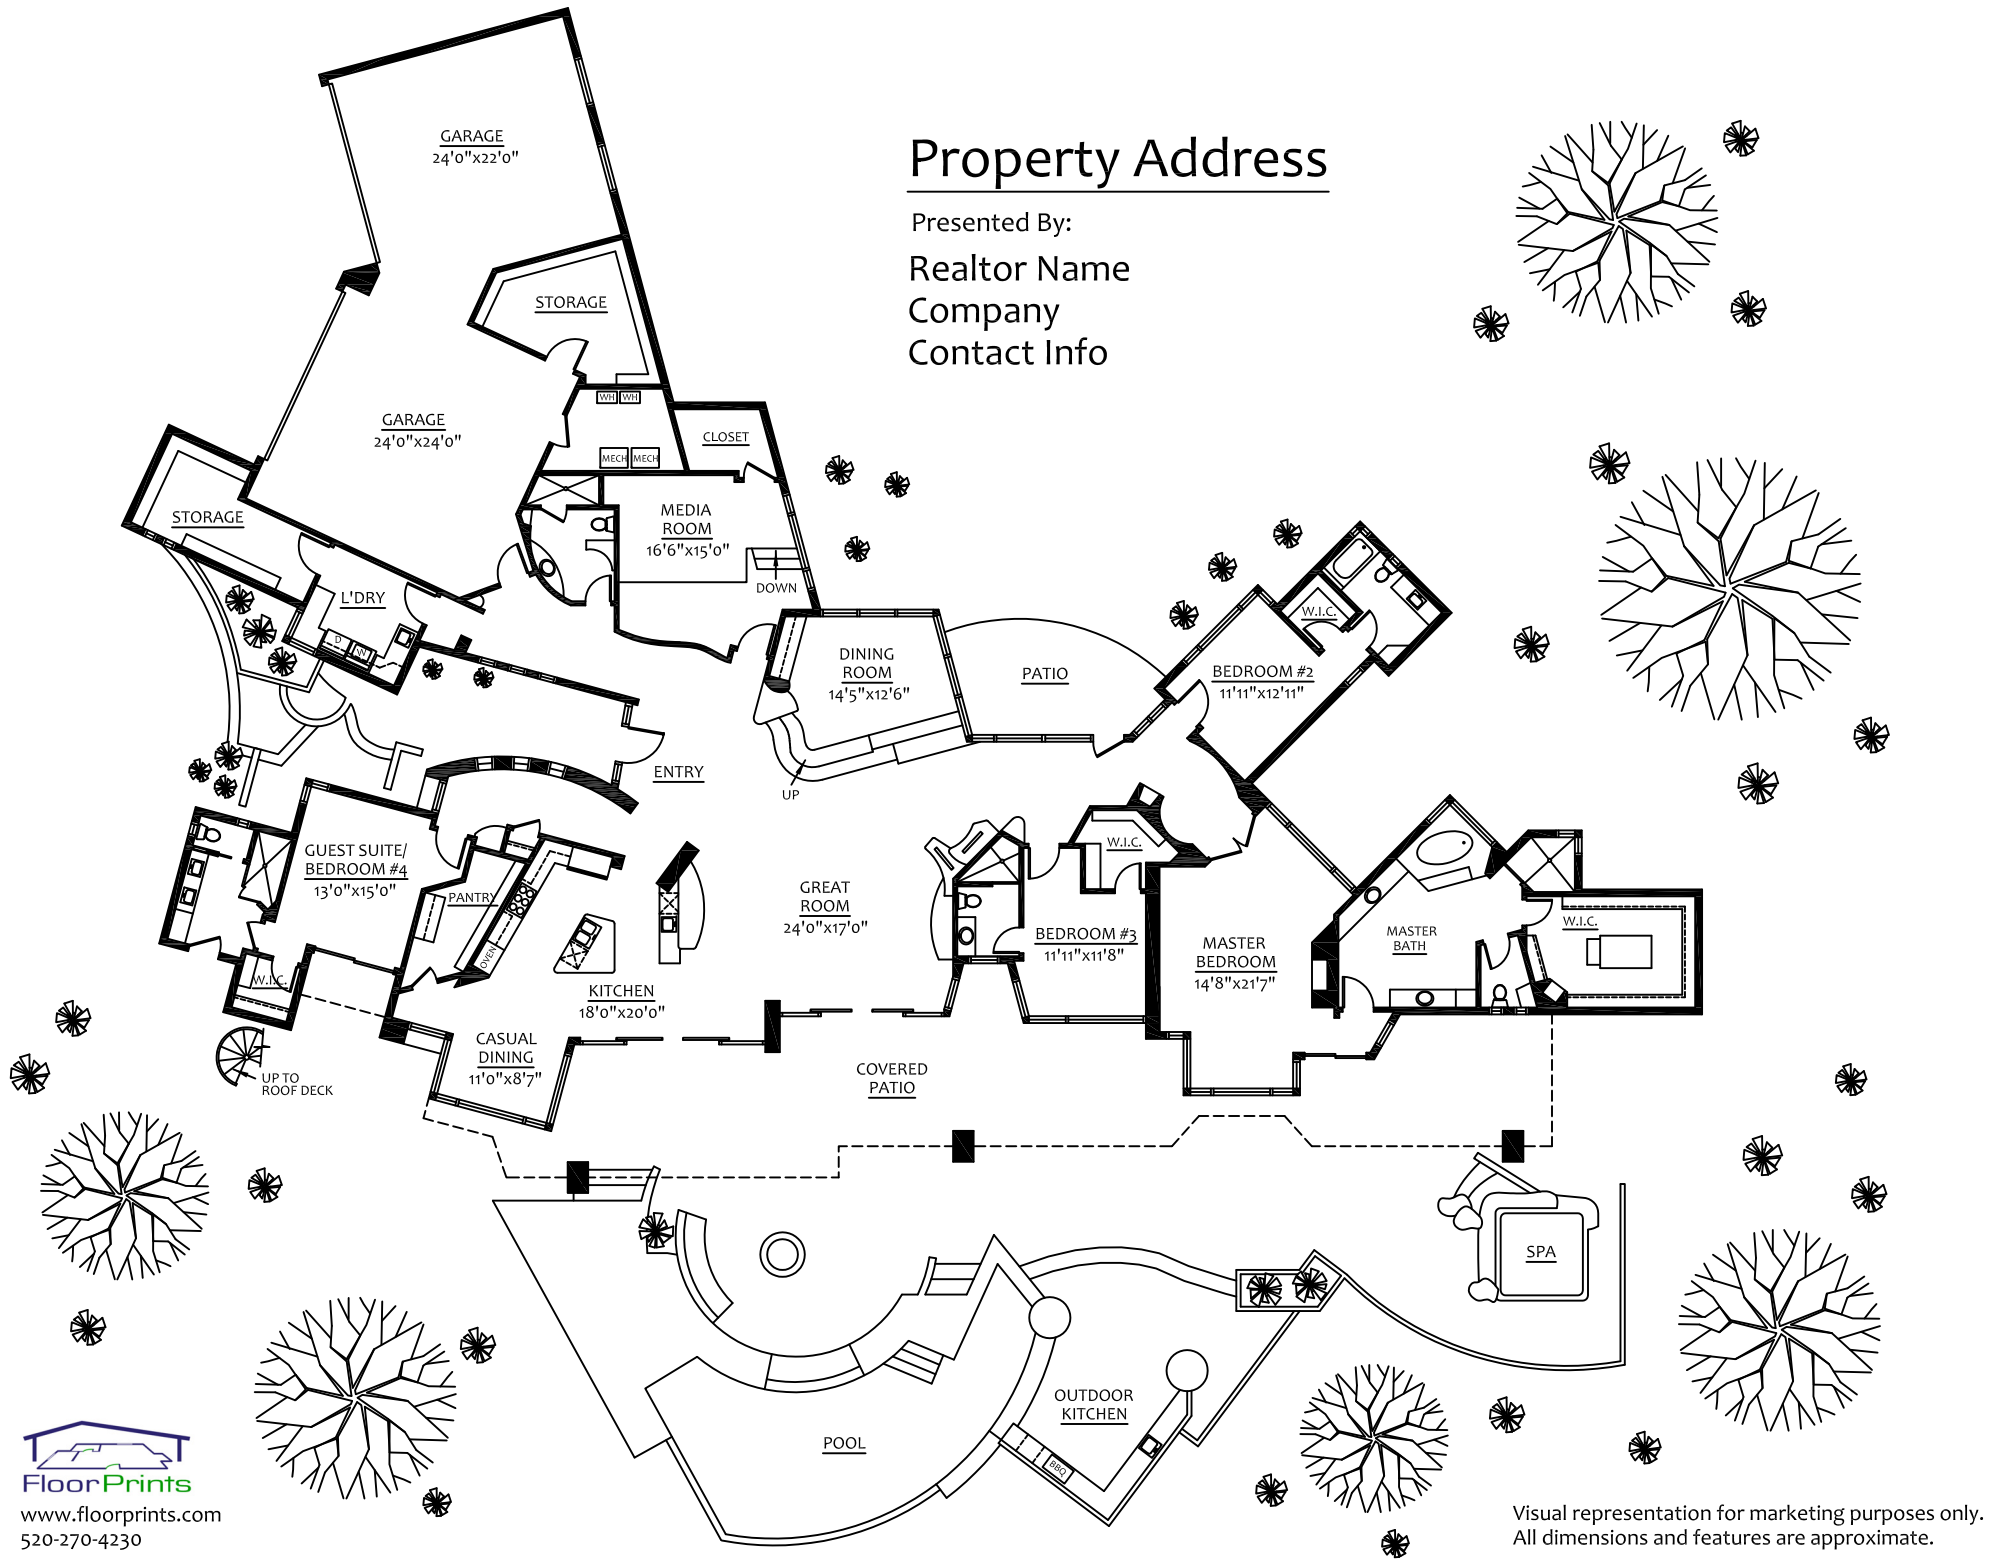 Property Address
Presented By:
Realtor Name
Company
Contact Info
GARAGE
24'0"x22'0"
STORAGE
GARAGE
24'0"x24'0"
WH WH
MECH MECH
CLOSET
STORAGE
MEDIA
ROOM
16'6"x15'0"
DOWN
L'DRY
D W
DINING
ROOM
14'5"x12'6"
PATIO
W.I.C.
BEDROOM #2
11'11"x12'11"
ENTRY
UP
GUEST SUITE/
BEDROOM #4
13'0"x15'0"
PANTRY
OVEN
W.I.C.
KITCHEN
18'0"x20'0"
CASUAL
DINING
11'0"x8'7"
UP TO
ROOF DECK
GREAT
ROOM
24'0"x17'0"
W.I.C.
BEDROOM #3
11'11"x11'8"
MASTER
BEDROOM
14'8"x21'7"
MASTER
BATH
W.I.C.
COVERED
PATIO
SPA
OUTDOOR
KITCHEN
BBQ
POOL
FloorPrints
www.floorprints.com
520-270-4230
Visual representation for marketing purposes only.
All dimensions and features are approximate.